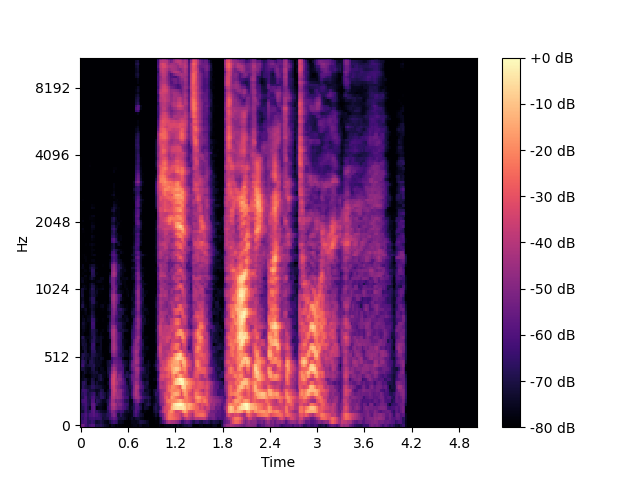 +0 dB
8192
-10 dB
4096
-20 dB
-30 dB
2048
-40 dB
Hz
1024
-50 dB
512
-60 dB
-70 dB
0
-80 dB
0 0.6 1.2 1.8 2.4 3 3.6 4.2 4.8
Time